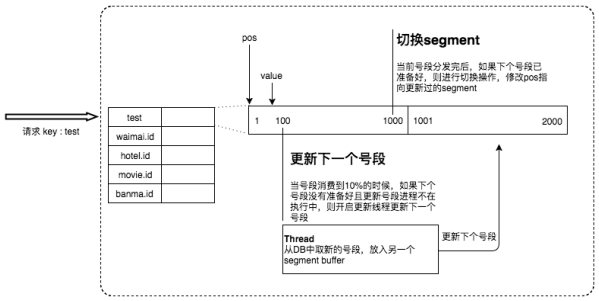 pos
切换segment
当前号段分发完后，如果下个号段已
准备好，则进行切换操作，修改pos指
向更新过的segment
value
请求 key : test
test
waimai.id
hotel.id
movie.id
banma.id
1
100
1000
1001
2000
更新下一个号段
当号段消费到10%的时候，如果下个
号段没有准备好且更新号段进程不在
执行中，则开启更新线程更新下一个
号段
Thread
从DB中取新的号段，放入另一个
segment buffer
更新下个号段